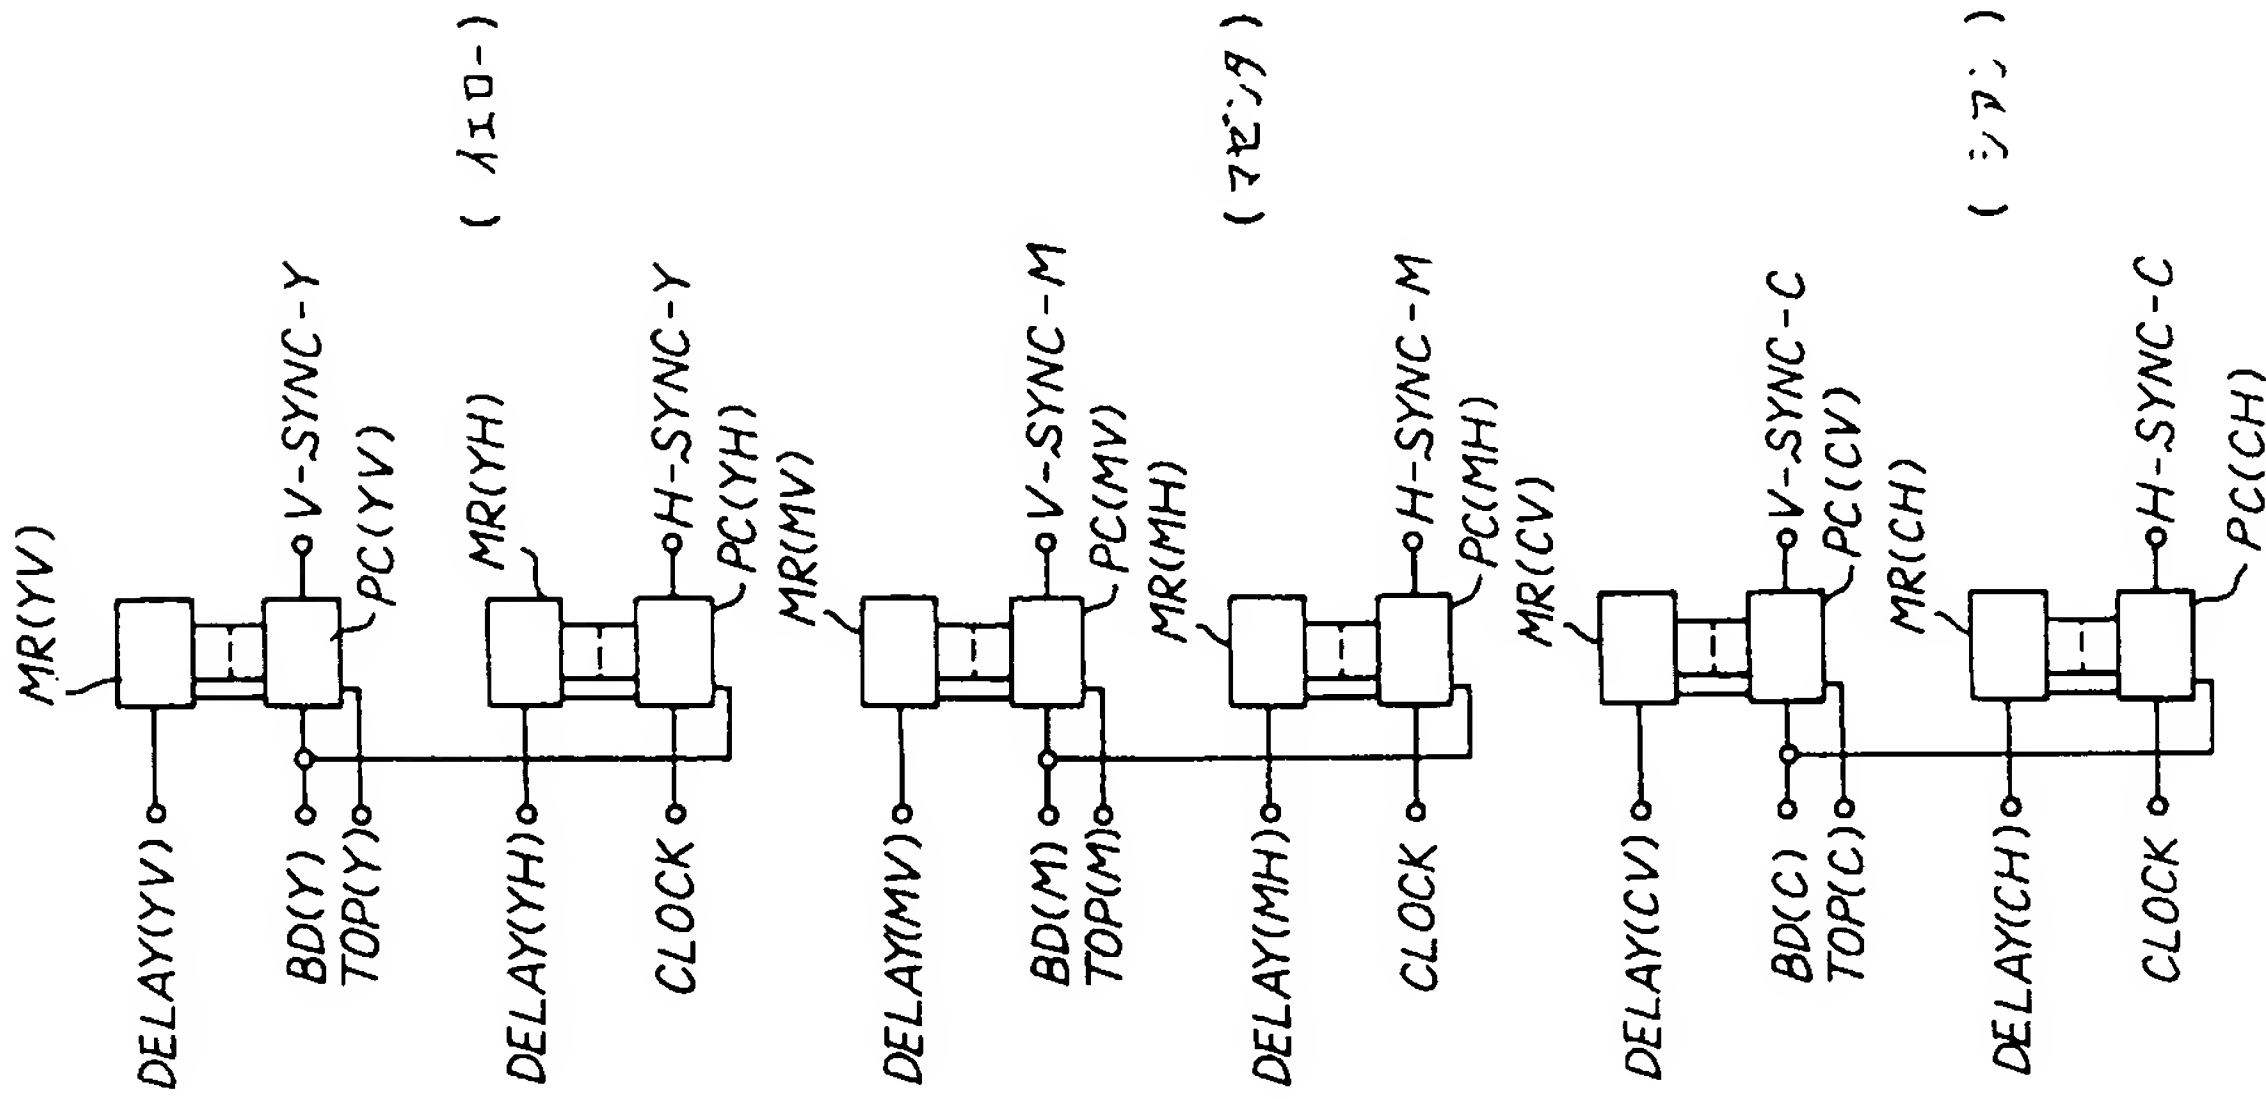 MR(YV)
DELAY(YV)
BD(Y)
V-SYNC-Y
TOP(Y)
PC(YV)
(イエロー)
MR(YH)
DELAY(YH)
CLOCK
H-SYNC-Y
PC(YH)
MR(MV)
DELAY(MV)
BD(M)
V-SYNC-M
TOP(M)
PC(MV)
(マゼンタ)
MR(MH)
DELAY(MH)
CLOCK
H-SYNC-M
PC(MH)
MR(CV)
DELAY(CV)
BD(C)
V-SYNC-C
TOP(C)
PC(CV)
(シアン)
MR(CH)
DELAY(CH)
CLOCK
H-SYNC-C
PC(CH)